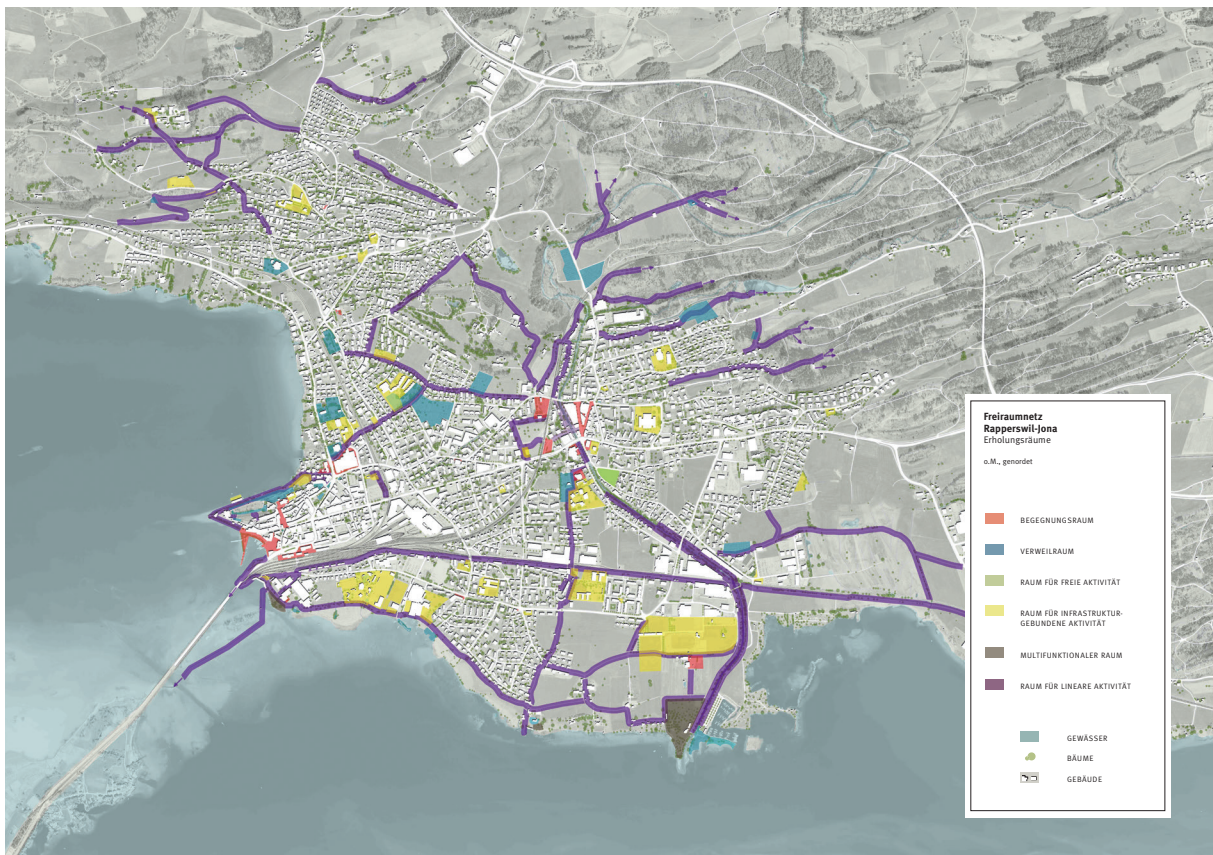 Freiraumnetz
Rapperswil-Jona
Erholungsräume
o.M., genordet
BEGEGNUNGSRAUM
VERWEILRAUM
RAUM FÜR FREIE AKTIVITÄT
RAUM FÜR INFRASTRUKTUR-
GEBUNDENE AKTIVITÄT
MULTIFUNKTIONALER RAUM
RAUM FÜR LINEARE AKTIVITÄT
GEWÄSSER
BÄUME
GEBÄUDE